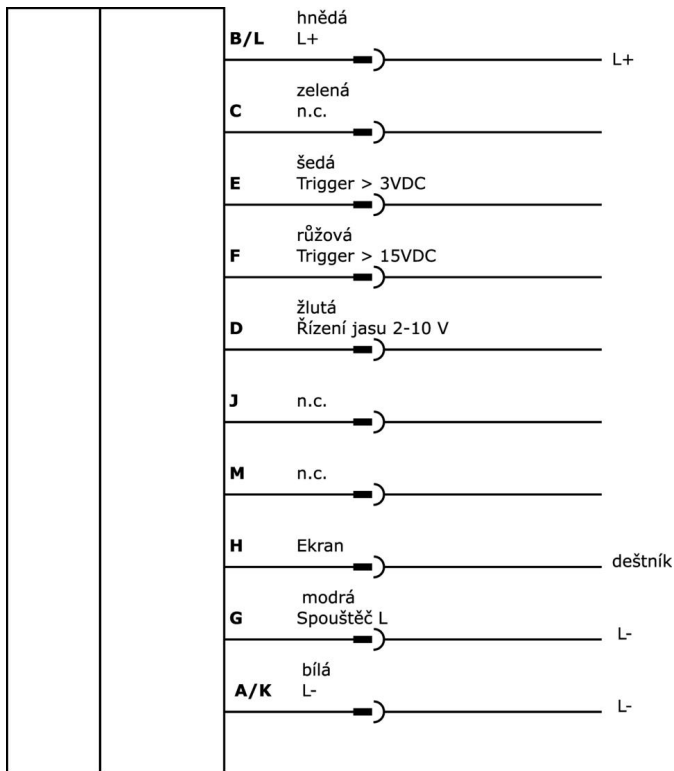 hnědá
B/L L+
L+
zelená
C n.c.
šedá
E Trigger > 3VDC
růžová
F Trigger > 15VDC
žlutá
D Řízení jasu 2-10 V
J n.c.
M n.c.
H Ekran
deštník
modrá
G Spouštěč L
L-
bílá
A/K L-
L-